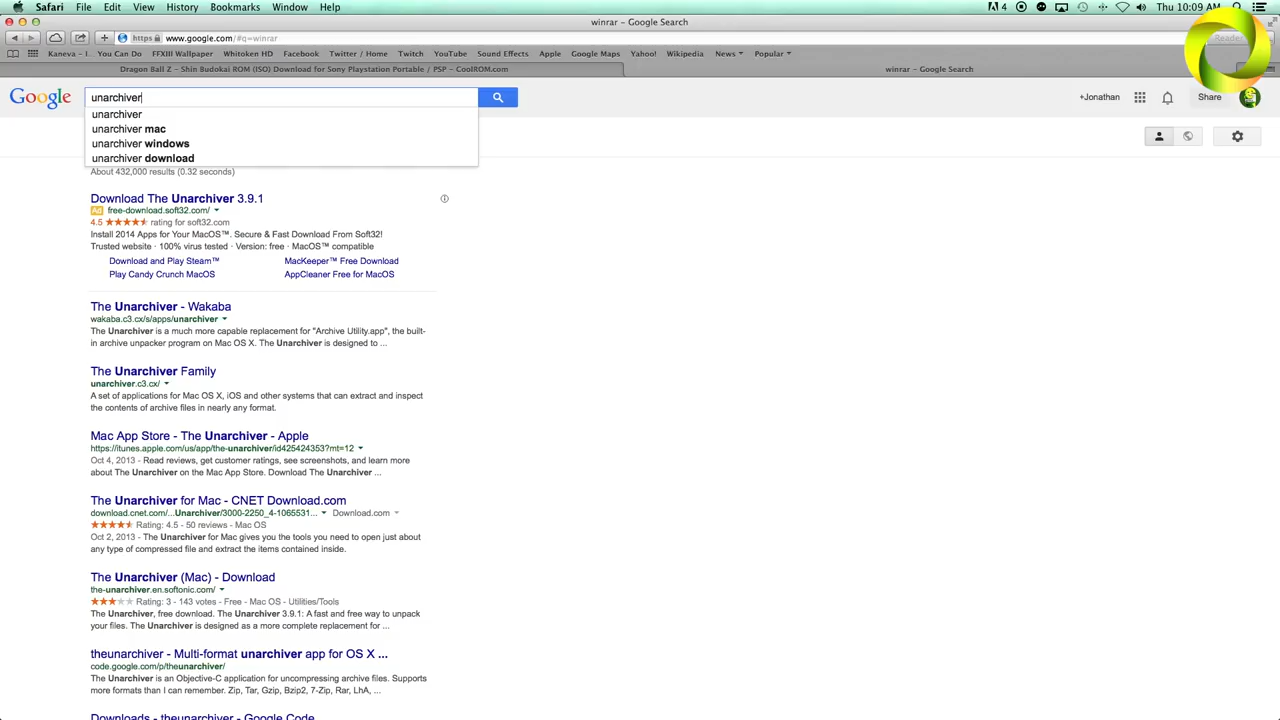 Safari File Edit View History Bookmarks Window Help
4
Thu 10:09 AM
winrar – Google Search
https www.google.com/#q=winrar
Reader
Kaneva - I... You Can Do FFXIII Wallpaper Whitoken HD Facebook Twitter / Home Twitch YouTube Sound Effects Apple Google Maps Yahoo! Wikipedia News Popular
Dragon Ball Z – Shin Budokai ROM (ISO) Download for Sony Playstation Portable / PSP – CoolROM.com
winrar – Google Search
Google
unarchiver
+Jonathan
Share
unarchiver
unarchiver mac
unarchiver windows
unarchiver download
About 432,000 results (0.32 seconds)
Download The Unarchiver 3.9.1
Ad free-download.soft32.com/
4.5 rating for soft32.com
Install 2014 Apps for Your MacOS™. Secure & Fast Download From Soft32!
Trusted website · 100% virus tested · Version: free · MacOS™ compatible
Download and Play Steam™ MacKeeper™ Free Download
Play Candy Crunch MacOS AppCleaner Free for MacOS
The Unarchiver - Wakaba
wakaba.c3.cx/s/apps/unarchiver
The Unarchiver is a much more capable replacement for "Archive Utility.app", the built-
in archive unpacker program on Mac OS X. The Unarchiver is designed to ...
The Unarchiver Family
unarchiver.c3.cx/
A set of applications for Mac OS X, iOS and other systems that can extract and inspect
the contents of archive files in nearly any format.
Mac App Store - The Unarchiver - Apple
https://itunes.apple.com/us/app/the-unarchiver/id425424353?mt=12
Oct 4, 2013 - Read reviews, get customer ratings, see screenshots, and learn more
about The Unarchiver on the Mac App Store. Download The Unarchiver ...
The Unarchiver for Mac - CNET Download.com
download.cnet.com/...Unarchiver/3000-2250_4-1065531... Download.com
Rating: 4.5 - 50 reviews - Mac OS
Oct 2, 2013 - The Unarchiver for Mac gives you the tools you need to open just about
any type of compressed file and extract the items contained inside.
The Unarchiver (Mac) - Download
the-unarchiver.en.softonic.com/
Rating: 3 - 143 votes - Free - Mac OS - Utilities/Tools
The Unarchiver, free download. The Unarchiver 3.9.1: A fast and free way to unpack
your files. The Unarchiver is designed as a more complete replacement for ...
theunarchiver - Multi-format unarchiver app for OS X ...
code.google.com/p/theunarchiver/
The Unarchiver is an Objective-C application for uncompressing archive files. Supports
more formats than I can remember. Zip, Tar, Gzip, Bzip2, 7-Zip, Rar, LhA, ...
Downloads - theunarchiver - Google Code